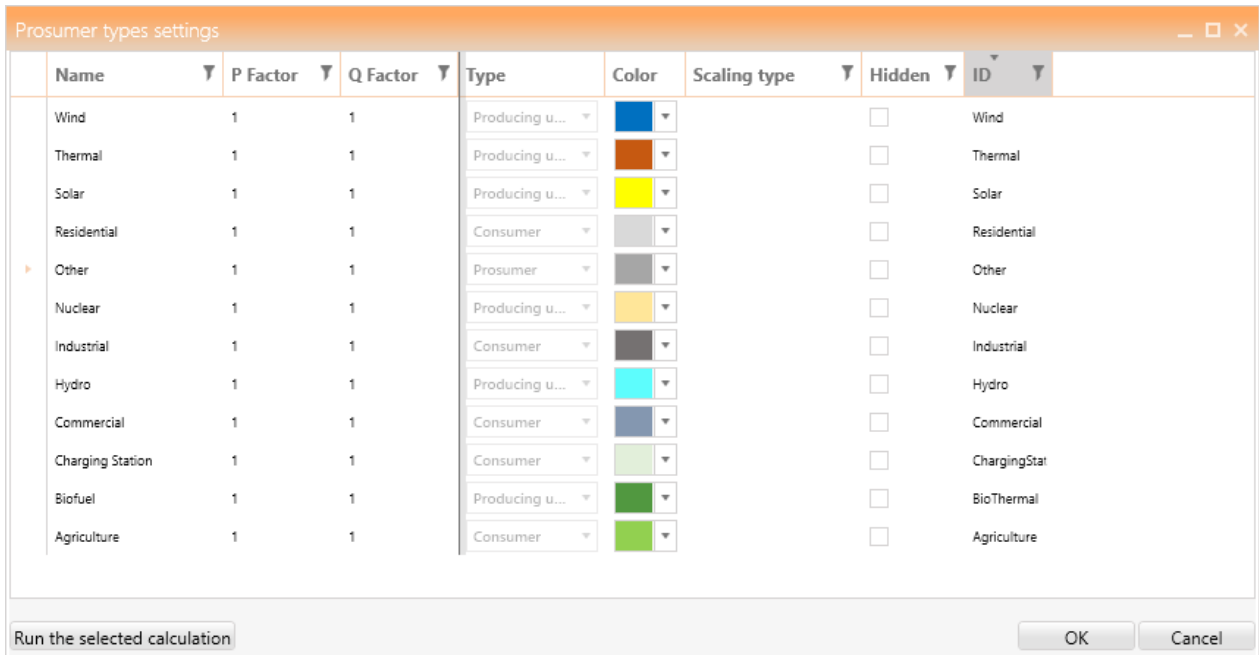 Prosumer types settings
Name P Factor Q Factor Type Color Scaling type Hidden ID
Wind 1 1 Producing u... Wind
Thermal 1 1 Producing u... Thermal
Solar 1 1 Producing u... Solar
Residential 1 1 Consumer Residential
Other 1 1 Prosumer Other
Nuclear 1 1 Producing u... Nuclear
Industrial 1 1 Consumer Industrial
Hydro 1 1 Producing u... Hydro
Commercial 1 1 Consumer Commercial
Charging Station 1 1 Consumer ChargingStat
Biofuel 1 1 Producing u... BioThermal
Agriculture 1 1 Consumer Agriculture
Run the selected calculation OK Cancel